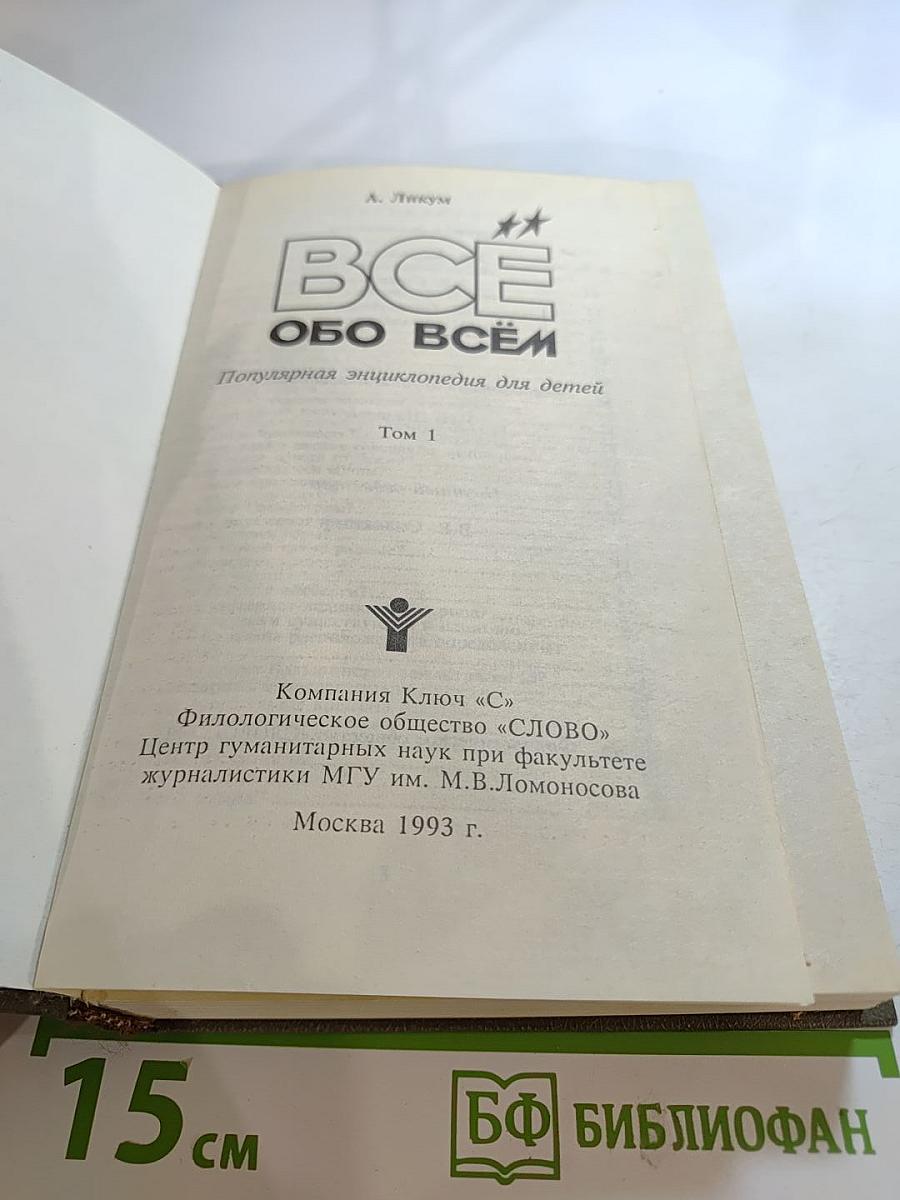 А. Ликум
ВСЁ
ОБО ВСЁМ
Популярная энциклопедия для детей
Том 1
Компания Ключ «С»
Филологическое общество «СЛОВО»
Центр гуманитарных наук при факультете
журналистики МГУ им. М.В.Ломоносова
Москва 1993 г.
15 см
БФ БИБЛИОФАН